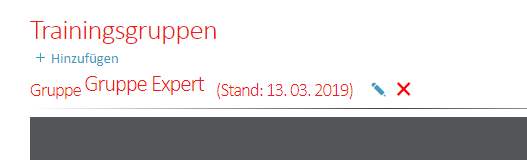 Trainingsgruppen
+ Hinzufügen
Gruppe Gruppe Expert (Stand: 13. 03. 2019)